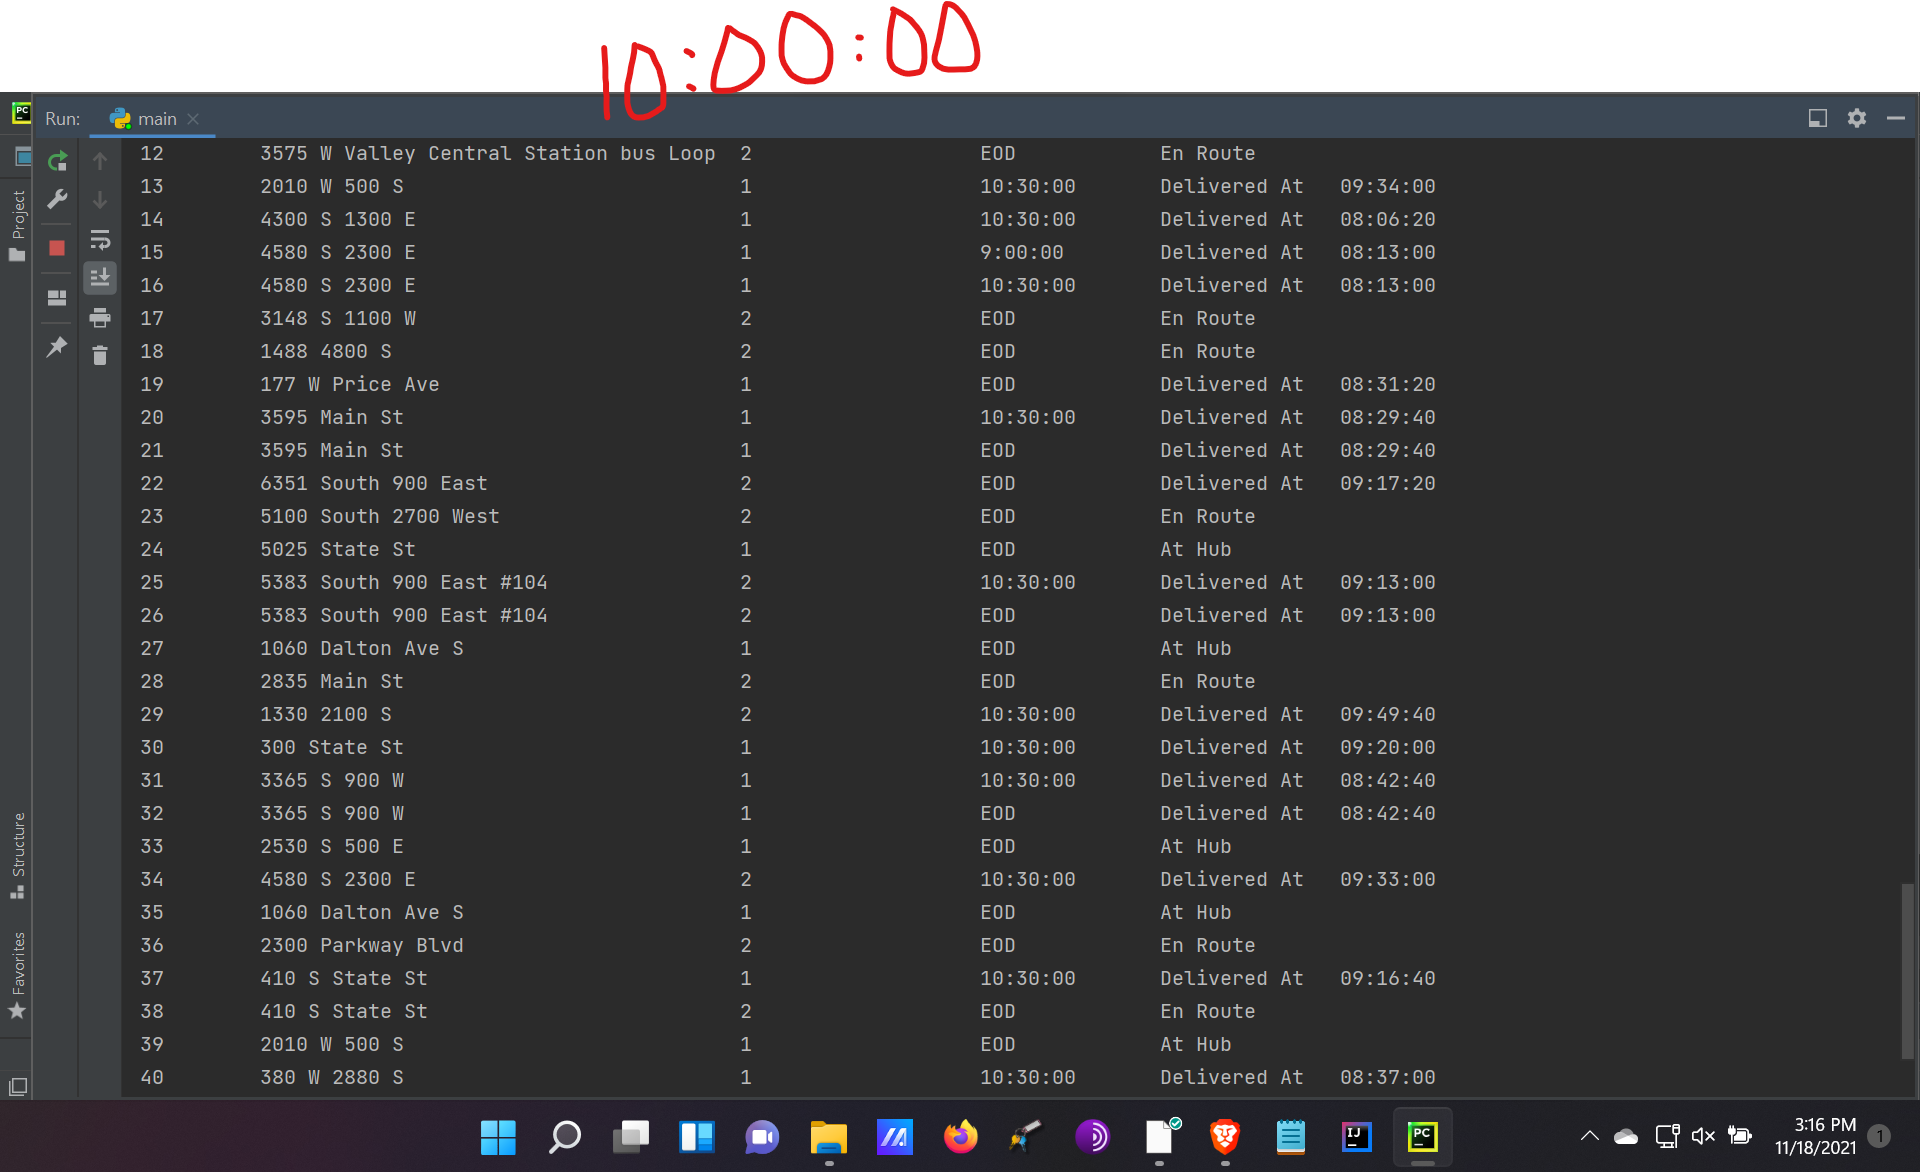 10:00:00
PC
Run: main
12 3575 W Valley Central Station bus Loop 2 EOD En Route
13 2010 W 500 S 1 10:30:00 Delivered At 09:34:00
14 4300 S 1300 E 1 10:30:00 Delivered At 08:06:20
15 4580 S 2300 E 1 9:00:00 Delivered At 08:13:00
16 4580 S 2300 E 1 10:30:00 Delivered At 08:13:00
17 3148 S 1100 W 2 EOD En Route
18 1488 4800 S 2 EOD En Route
19 177 W Price Ave 1 EOD Delivered At 08:31:20
20 3595 Main St 1 10:30:00 Delivered At 08:29:40
21 3595 Main St 1 EOD Delivered At 08:29:40
22 6351 South 900 East 2 EOD Delivered At 09:17:20
23 5100 South 2700 West 2 EOD En Route
24 5025 State St 1 EOD At Hub
25 5383 South 900 East #104 2 10:30:00 Delivered At 09:13:00
26 5383 South 900 East #104 2 EOD Delivered At 09:13:00
27 1060 Dalton Ave S 1 EOD At Hub
28 2835 Main St 2 EOD En Route
29 1330 2100 S 2 10:30:00 Delivered At 09:49:40
30 300 State St 1 10:30:00 Delivered At 09:20:00
31 3365 S 900 W 1 10:30:00 Delivered At 08:42:40
32 3365 S 900 W 1 EOD Delivered At 08:42:40
33 2530 S 500 E 1 EOD At Hub
34 4580 S 2300 E 2 10:30:00 Delivered At 09:33:00
35 1060 Dalton Ave S 1 EOD At Hub
36 2300 Parkway Blvd 2 EOD En Route
37 410 S State St 1 10:30:00 Delivered At 09:16:40
38 410 S State St 2 EOD En Route
39 2010 W 500 S 1 EOD At Hub
40 380 W 2880 S 1 10:30:00 Delivered At 08:37:00
Project
Structure
Favorites
IJ
PC
3:16 PM
11/18/2021
1